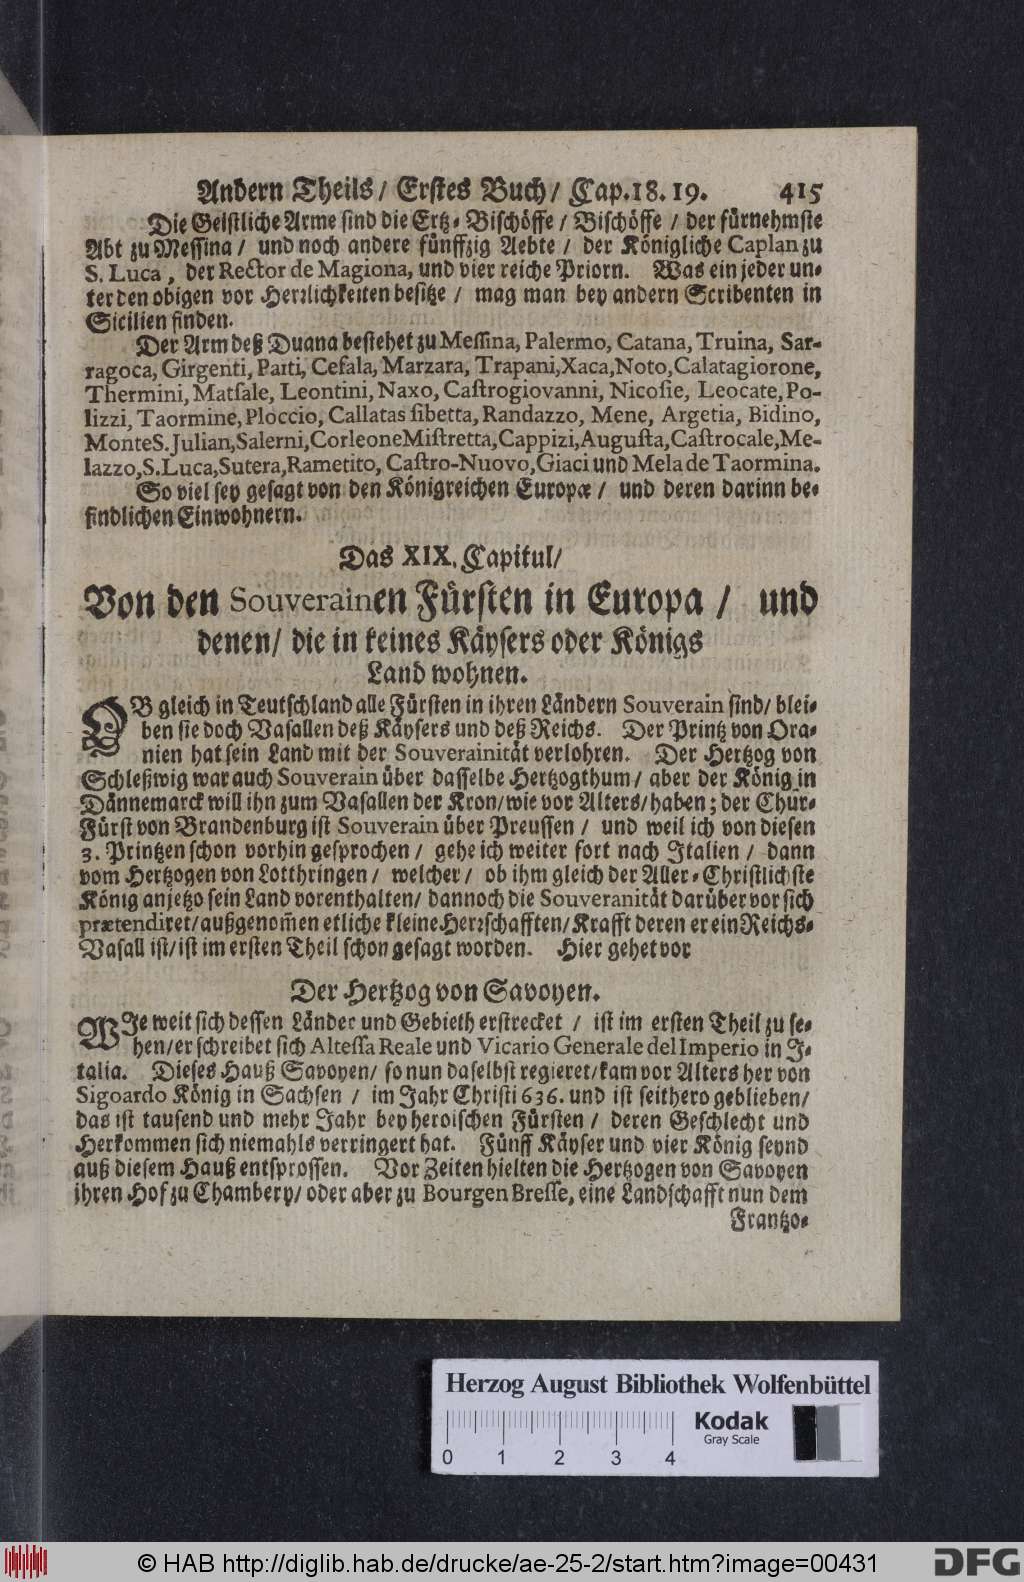 Andern Theils / Erstes Buch / Cap. 18. 19. 415
Die Geistliche Arme sind die Ertz-Bischöffe / Bischöffe / der fürnehmste
Abt zu Messina / und noch andere fünffzig Aebte / der Königliche Caplan zu
S. Luca, der Rector de Magiona, und vier reiche Priorn. Was ein jeder un-
ter den obigen vor Herrlichkeiten besitze / mag man bey andern Scribenten in
Sicilien finden.
Der Arm deß Duana bestehet zu Messina, Palermo, Catana, Truina, Sar-
ragoca, Girgenti, Patti, Cefala, Marzara, Trapani, Xaca, Noto, Calatagiorone,
Thermini, Matsale, Leontini, Naxo, Castrogiovanni, Nicosie, Leocate, Po-
lizzi, Taormine, Ploccio, Callatas sibetta, Randazzo, Mene, Argetia, Bidino,
Monte S. Julian, Salerni, Corleone Mistretta, Cappizi, Augusta, Castrocale, Me-
lazzo, S. Luca, Sutera, Rametito, Castro-Nuovo, Giaci und Mela de Taormina.
So viel sey gesagt von den Königreichen Europæ / und deren darinn be-
findlichen Einwohnern.
Das XIX. Capitul /
Von den Souverainen Fürsten in Europa / und
denen / die in keines Käysers oder Königs
Land wohnen.
OB gleich in Teutschland alle Fürsten in ihren Ländern Souverain sind / blei-
ben sie doch Vasallen deß Käysers und deß Reichs. Der Printz von Ora-
nien hat sein Land mit der Souverainität verlohren. Der Hertzog von
Schleßwig war auch Souverain über dasselbe Hertzogthum / aber der König in
Dännemarck will ihn zum Vasallen der Kron / wie vor Alters / haben; der Chur-
Fürst von Brandenburg ist Souverain über Preussen / und weil ich von diesen
3. Printzen schon vorhin gesprochen / gehe ich weiter fort nach Italien / dann
vom Hertzogen von Lotthringen / welcher / ob ihm gleich der Aller-Christlichste
König anjetzo sein Land vorenthalten / dannoch die Souveranität darüber vor sich
prætendiret / außgenom̄en etliche kleine Herrschafften / Krafft deren er ein Reichs-
Vasall ist / ist im ersten Theil schon gesagt worden. Hier gehet vor
Der Hertzog von Savoyen.
WIe weit sich dessen Länder und Gebieth erstrecket / ist im ersten Theil zu se-
hen / er schreibet sich Altessa Reale und Vicario Generale del Imperio in I-
talia. Dieses Hauß Savoyen / so nun daselbst regieret / kam vor Alters her von
Sigoardo König in Sachsen / im Jahr Christi 636. und ist seithero geblieben /
das ist tausend und mehr Jahr bey heroischen Fürsten / deren Geschlecht und
Herkommen sich niemahls verringert hat. Fünff Käyser und vier König seynd
auß diesem Hauß entsprossen. Vor Zeiten hielten die Hertzogen von Savoyen
ihren Hof zu Chambery / oder aber zu Bourgen Bresse, eine Landschafft nun dem
Frantzo-
Herzog August Bibliothek Wolfenbüttel
Kodak
Gray Scale
0 1 2 3 4
© HAB http://diglib.hab.de/drucke/ae-25-2/start.htm?image=00431
DFG